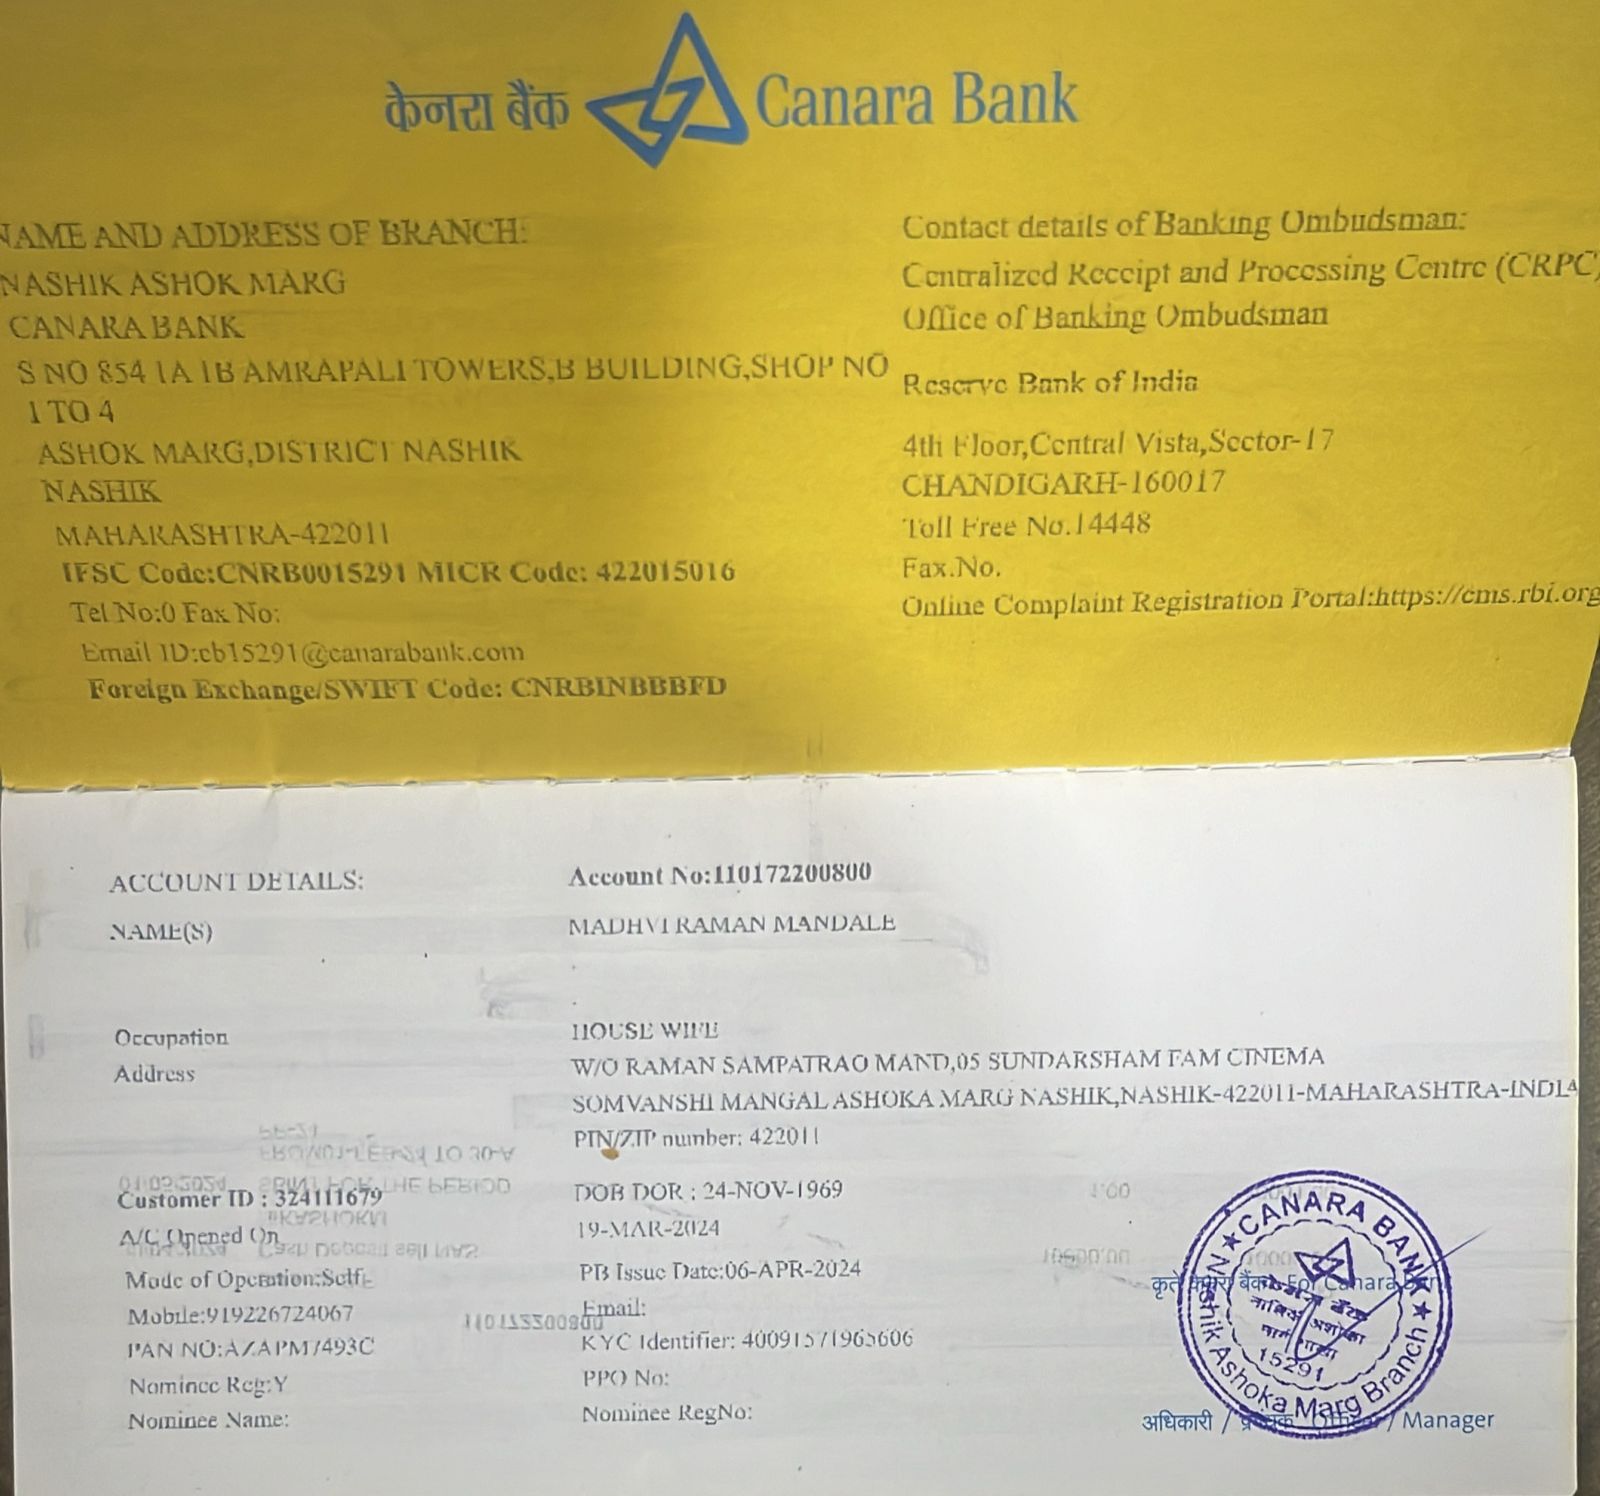 केनरा बैंक Canara Bank
NAME AND ADDRESS OF BRANCH:
NASHIK ASHOK MARG
CANARA BANK
S NO 854 1A 1B AMRAPALI TOWERS,B BUILDING,SHOP NO
1 TO 4
ASHOK MARG,DISTRICT NASHIK
NASHIK
MAHARASHTRA-422011
IFSC Code:CNRB0015291 MICR Code: 422015016
Tel No:0 Fax No:
Email ID:cb15291@canarabank.com
Foreign Exchange/SWIFT Code: CNRBINBBBFD
Contact details of Banking Ombudsman:
Centralized Receipt and Processing Centre (CRPC)
Office of Banking Ombudsman
Reserve Bank of India
4th Floor,Central Vista,Sector-17
CHANDIGARH-160017
Toll Free No.14448
Fax.No.
Online Complaint Registration Portal:https://cms.rbi.org
ACCOUNT DETAILS: Account No:110172200800
NAME(S) MADHVI RAMAN MANDALE
Occupation HOUSE WIFE
Address W/O RAMAN SAMPATRAO MAND,05 SUNDARSHAM FAM CINEMA
SOMVANSHI MANGAL ASHOKA MARG NASHIK,NASHIK-422011-MAHARASHTRA-INDIA
PIN/ZIP number: 422011
Customer ID : 324111679 DOB DOR : 24-NOV-1969
A/C Opened On 19-MAR-2024
Mode of Operation:Self PB Issue Date:06-APR-2024
Mobile:919226724067 Email:
PAN NO:AZAPM7493C KYC Identifier: 40091571965606
Nominee Reg:Y PPO No:
Nominee Name: Nominee RegNo:
कृते केनरा बैंक For Canara Bank
CANARA BANK
Nashik Ashoka Marg Branch
केनरा बैंक
नाशिक अशोका
मार्ग शाखा
15291
अधिकारी / प्रबंधक Officer / Manager